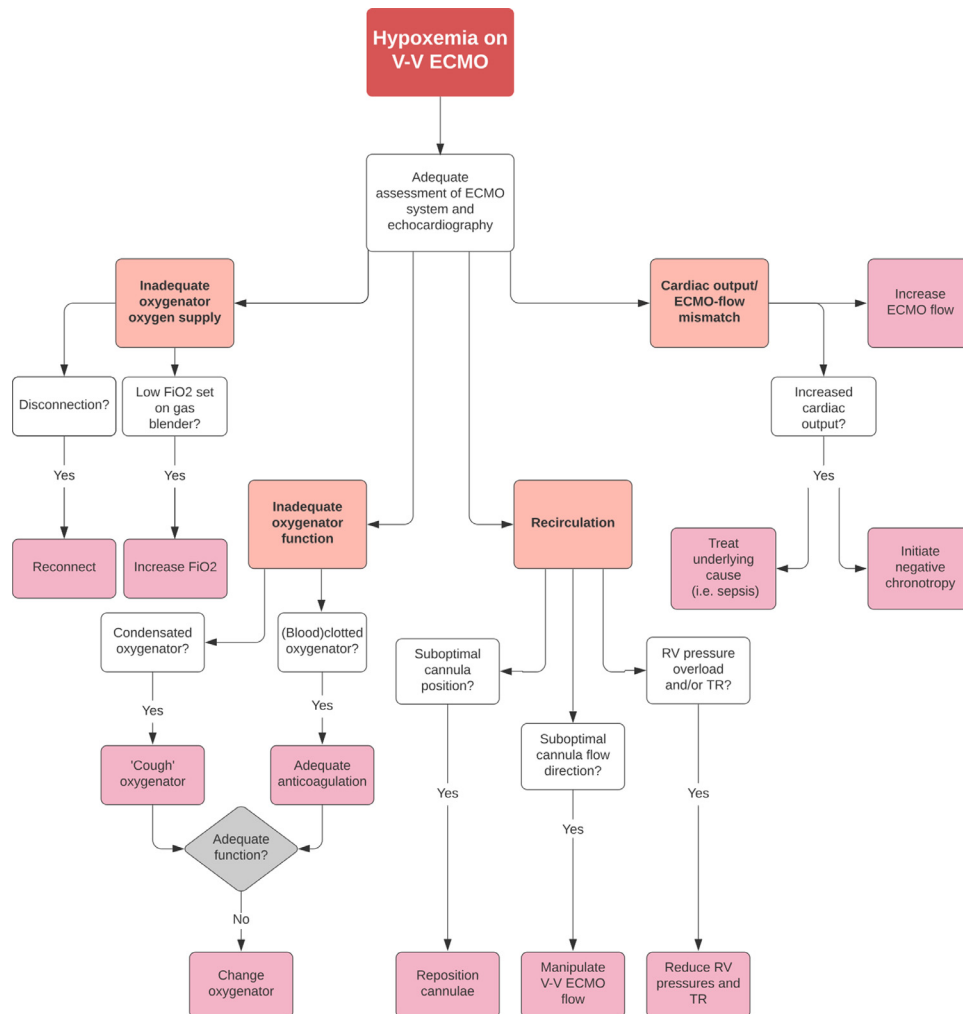 Hypoxemia on
V-V ECMO
Adequate
assessment of ECMO
system and
echocardiography
Inadequate
oxygenator
oxygen supply
Cardiac output/
ECMO-flow
mismatch
Increase
ECMO flow
Disconnection?
Low FiO2 set
on gas
blender?
Increased
cardiac
output?
Yes
Yes
Yes
Reconnect
Increase FiO2
Inadequate
oxygenator
function
Recirculation
Treat
underlying
cause
(i.e. sepsis)
Initiate
negative
chronotropy
Condensated
oxygenator?
(Blood)clotted
oxygenator?
Suboptimal
cannula
position?
RV pressure
overload
and/or TR?
Suboptimal
cannula flow
direction?
Yes
Yes
'Cough'
oxygenator
Adequate
anticoagulation
Yes
Yes
Yes
Adequate
function?
No
Change
oxygenator
Reposition
cannulae
Manipulate
V-V ECMO
flow
Reduce RV
pressures and
TR